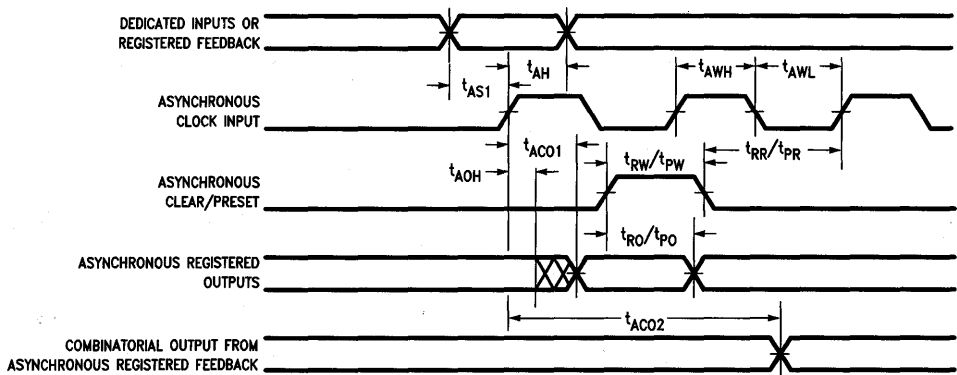 DEDICATED INPUTS OR
REGISTERED FEEDBACK
tAH
tAWH
tAWL
tAS1
ASYNCHRONOUS
CLOCK INPUT
tACO1
tRW/tPW
tRR/tPR
tAOH
ASYNCHRONOUS
CLEAR/PRESET
tRO/tPO
ASYNCHRONOUS REGISTERED
OUTPUTS
tACO2
COMBINATORIAL OUTPUT FROM
ASYNCHRONOUS REGISTERED FEEDBACK